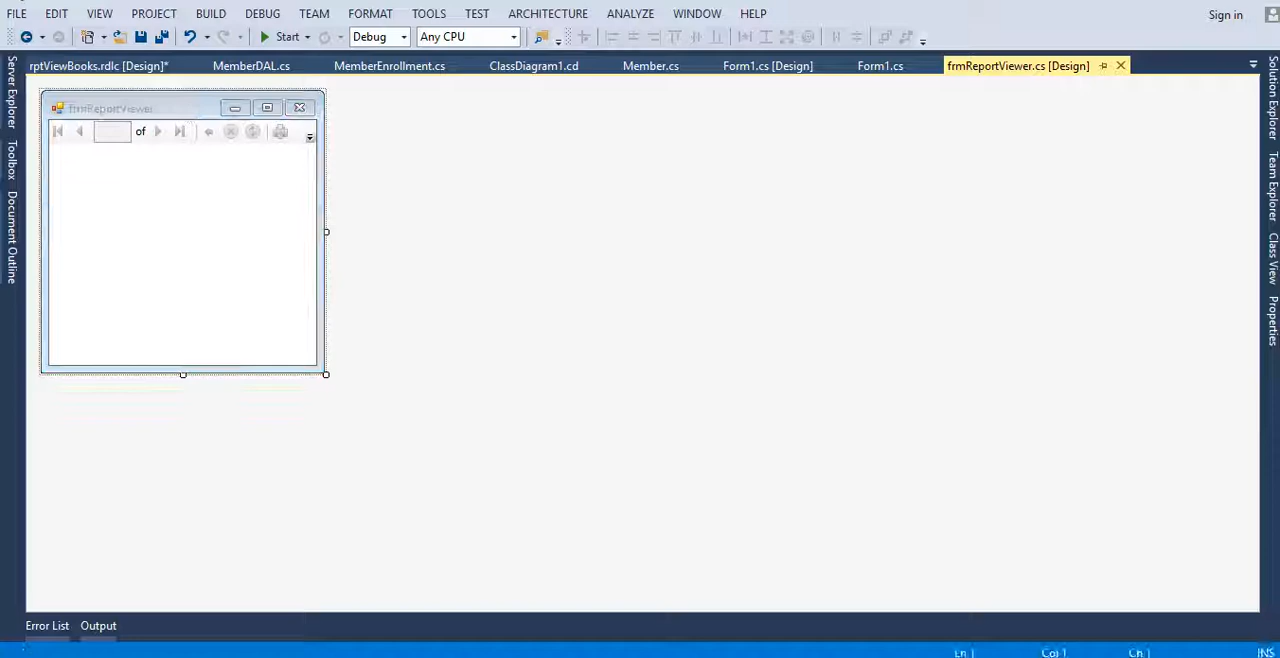 FILE EDIT VIEW PROJECT BUILD DEBUG TEAM FORMAT TOOLS TEST ARCHITECTURE ANALYZE WINDOW HELP Sign in
Start Debug Any CPU
rptViewBooks.rdlc [Design]* MemberDAL.cs MemberEnrollment.cs ClassDiagram1.cd Member.cs Form1.cs [Design] Form1.cs frmReportViewer.cs [Design]
Server Explorer
Toolbox
Document Outline
frmReportViewer
of
Solution Explorer
Team Explorer
Class View
Properties
Error List Output
Ln 1 Col 1 Ch 1 INS